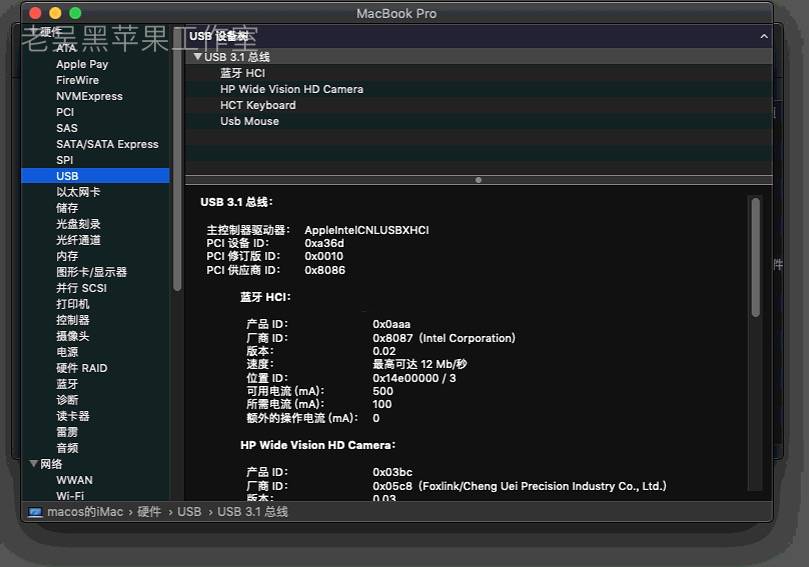 MacBook Pro
老吴黑苹果工作室
硬件
ATA
Apple Pay
FireWire
NVMExpress
PCI
SAS
SATA/SATA Express
SPI
USB
以太网卡
储存
光盘刻录
光纤通道
内存
图形卡/显示器
并行 SCSI
打印机
控制器
摄像头
电源
硬件 RAID
蓝牙
诊断
读卡器
雷雳
音频
网络
WWAN
Wi-Fi
USB 设备树
USB 3.1 总线
蓝牙 HCI
HP Wide Vision HD Camera
HCT Keyboard
Usb Mouse
USB 3.1 总线：
主控制器驱动器： AppleIntelCNLUSBXHCI
PCI 设备 ID： 0xa36d
PCI 修订版 ID： 0x0010
PCI 供应商 ID： 0x8086
蓝牙 HCI：
产品 ID： 0x0aaa
厂商 ID： 0x8087（Intel Corporation）
版本： 0.02
速度： 最高可达 12 Mb/秒
位置 ID： 0x14e00000 / 3
可用电流 (mA)： 500
所需电流 (mA)： 100
额外的操作电流 (mA)： 0
HP Wide Vision HD Camera：
产品 ID： 0x03bc
厂商 ID： 0x05c8（Foxlink/Cheng Uei Precision Industry Co., Ltd.）
版本： 0.03
件
macos的iMac › 硬件 › USB › USB 3.1 总线